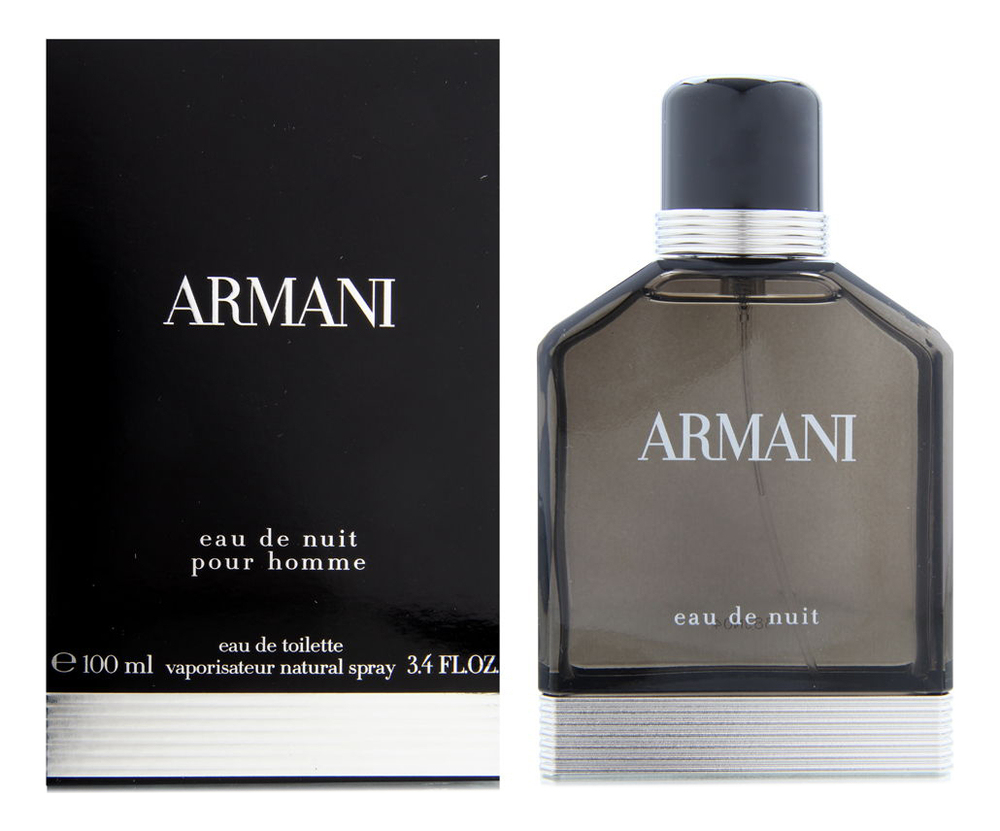 ARMANI
eau de nuit
pour homme
eau de toilette
℮ 100 ml vaporisateur natural spray 3.4 FL.OZ.
ARMANI
eau de nuit